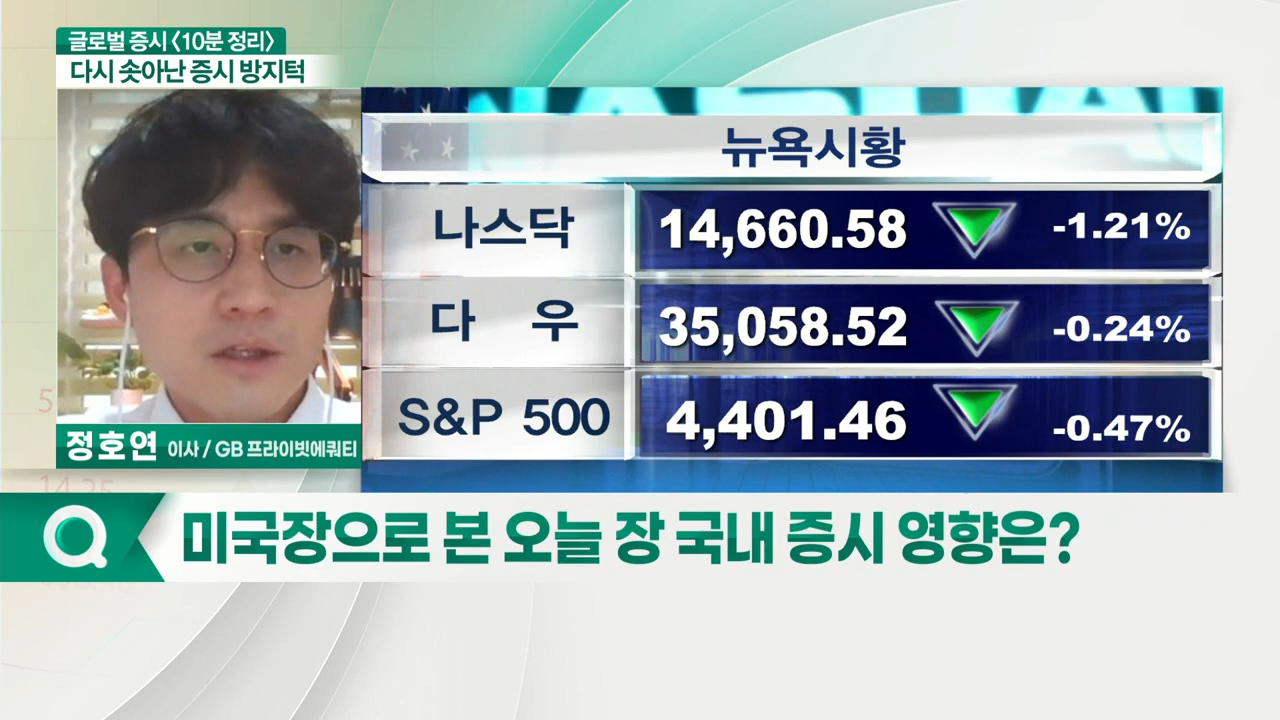 글로벌 증시 <10분 정리>
다시 솟아난 증시 방지턱
뉴욕시황
나스닥 14,660.58 -1.21%
다 우 35,058.52 -0.24%
S&P 500 4,401.46 -0.47%
정호연 이사 / GB 프라이빗에쿼티
미국장으로 본 오늘 장 국내 증시 영향은?